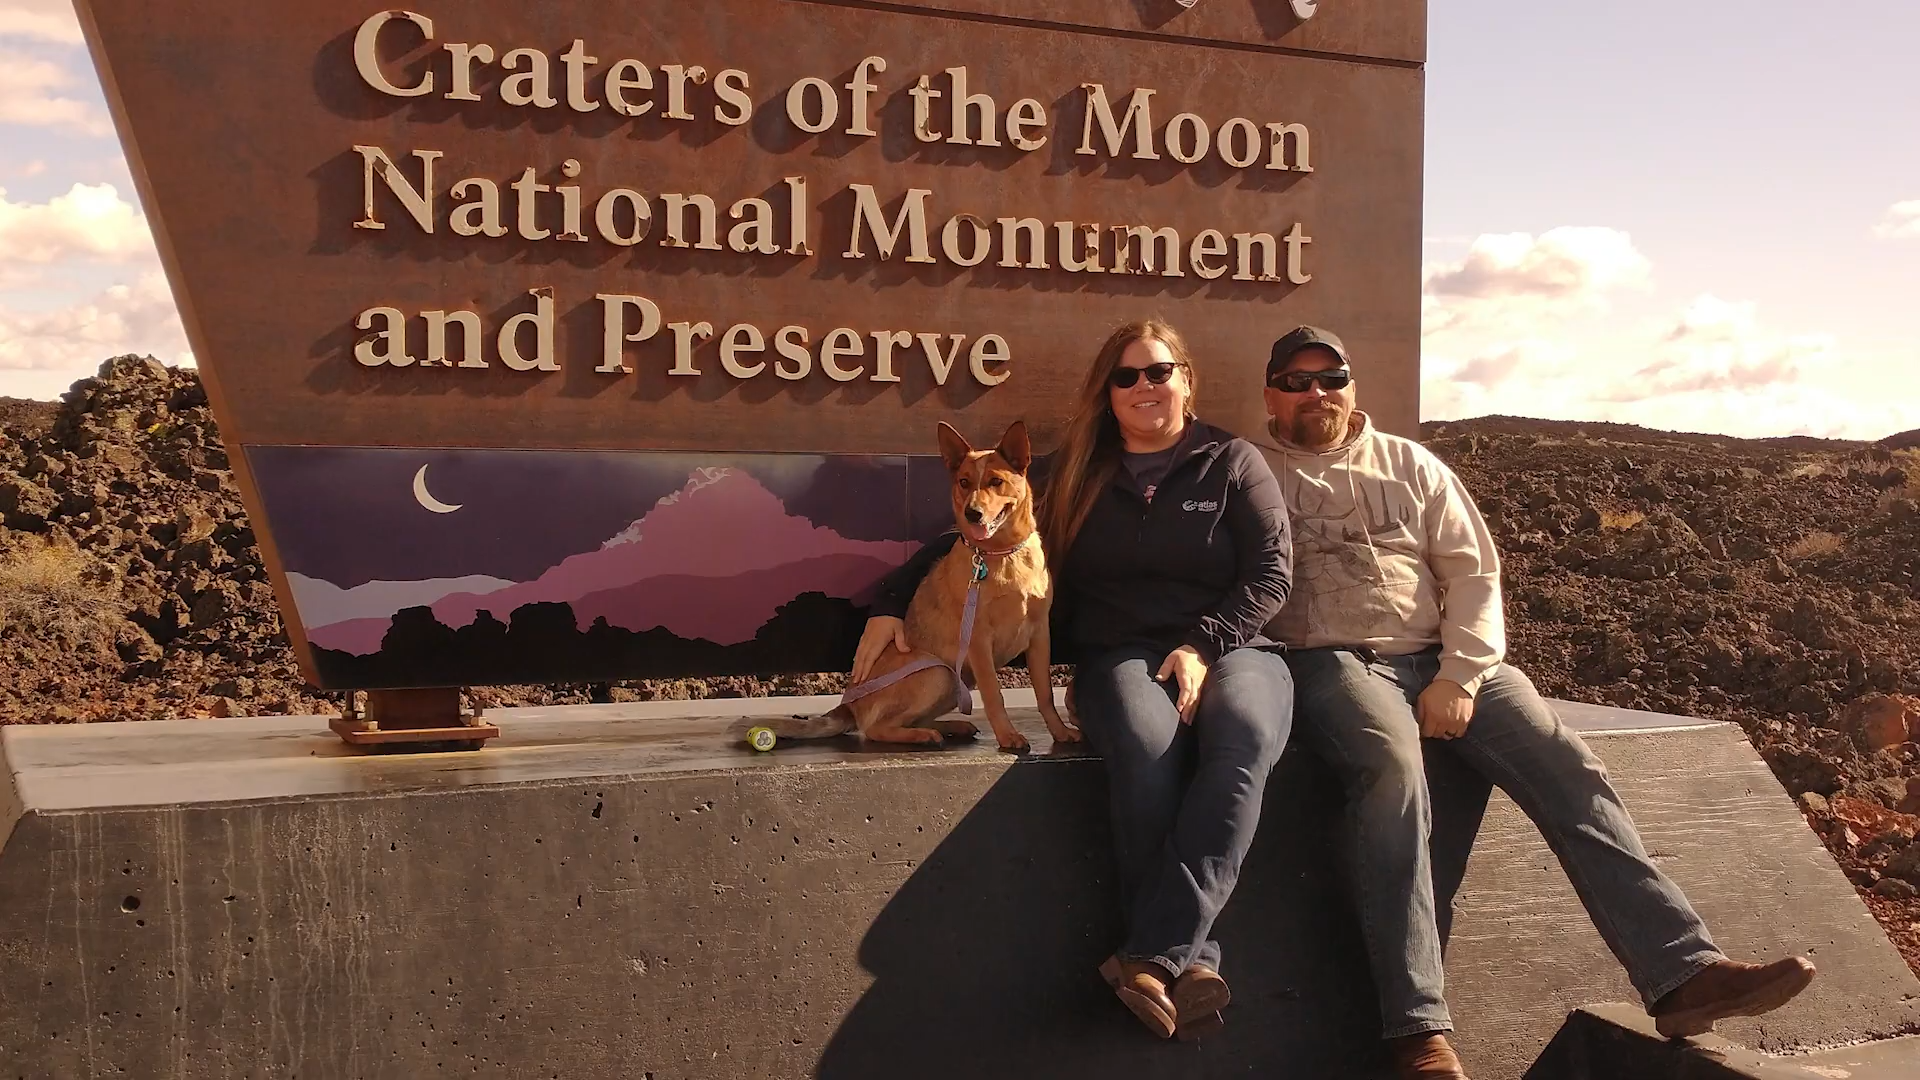 Craters of the Moon
National Monument
and Preserve
atlas